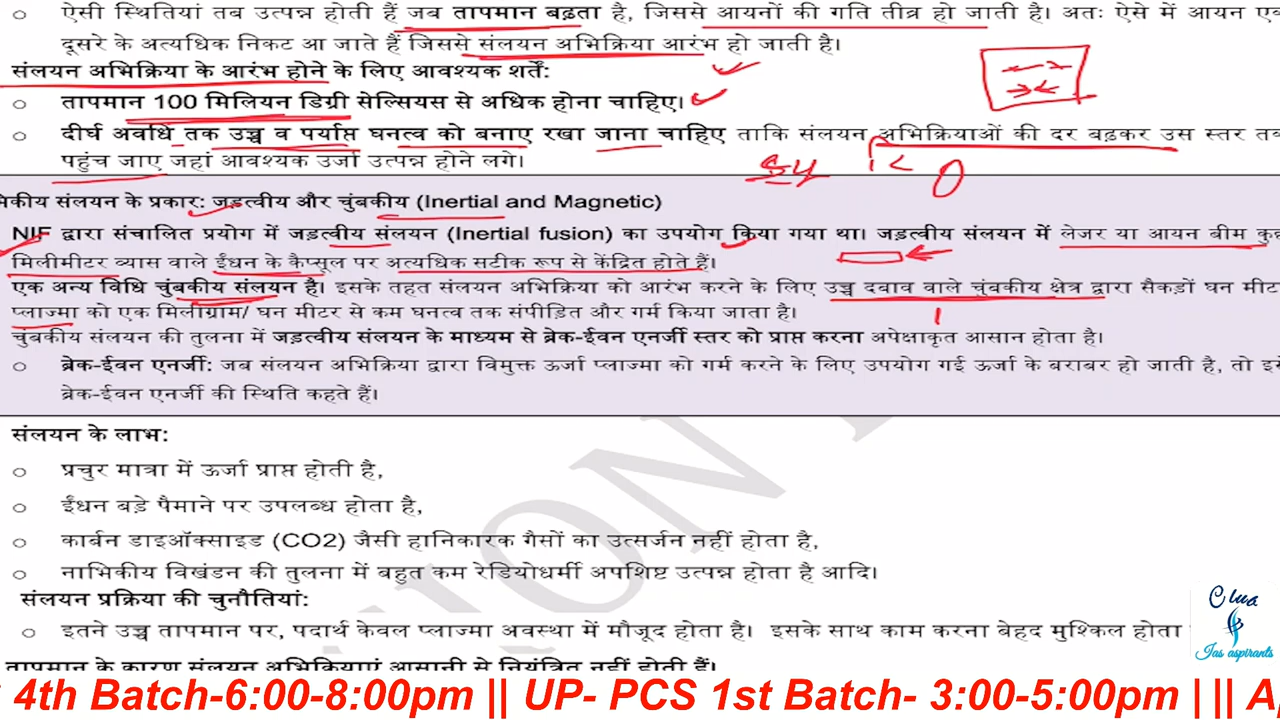 ऐसी स्थितियां तब उत्पन्न होती हैं जब तापमान बढ़ता है, जिससे आयनों की गति तीव्र हो जाती है। अतः ऐसे में आयन
दूसरे के अत्यधिक निकट आ जाते हैं जिससे संलयन अभिक्रिया आरंभ हो जाती है।
संलयन अभिक्रिया के आरंभ होने के लिए आवश्यक शर्तें:
तापमान 100 मिलियन डिग्री सेल्सियस से अधिक होना चाहिए।
दीर्घ अवधि तक उच्च व पर्याप्त घनत्व को बनाए रखा जाना चाहिए ताकि संलयन अभिक्रियाओं की दर बढ़कर उस स्तर
पहुंच जाए जहां आवश्यक उर्जा उत्पन्न होने लगे।
संलयन के प्रकार: जड़त्वीय और चुंबकीय (Inertial and Magnetic)
NIF द्वारा संचालित प्रयोग में जड़त्वीय संलयन (Inertial fusion) का उपयोग किया गया था। जड़त्वीय संलयन में लेजर या आयन बीम
मिलीमीटर व्यास वाले ईंधन के कैप्सूल पर अत्यधिक सटीक रूप से केंद्रित होते हैं।
एक अन्य विधि चुंबकीय संलयन है। इसके तहत संलयन अभिक्रिया को आरंभ करने के लिए उच्च दबाव वाले चुंबकीय क्षेत्र द्वारा सैकड़ों घन
प्लाज्मा को एक मिलीग्राम/ घन मीटर से कम घनत्व तक संपीड़ित और गर्म किया जाता है।
चुंबकीय संलयन की तुलना में जड़त्वीय संलयन के माध्यम से ब्रेक-ईवन एनर्जी स्तर को प्राप्त करना अपेक्षाकृत आसान होता है।
ब्रेक-ईवन एनर्जी: जब संलयन अभिक्रिया द्वारा विमुक्त ऊर्जा प्लाज्मा को गर्म करने के लिए उपयोग गई ऊर्जा के बराबर हो जाती है, तो
ब्रेक-ईवन एनर्जी की स्थिति कहते हैं।
संलयन के लाभ:
प्रचुर मात्रा में ऊर्जा प्राप्त होती है,
ईंधन बड़े पैमाने पर उपलब्ध होता है,
कार्बन डाइऑक्साइड (CO2) जैसी हानिकारक गैसों का उत्सर्जन नहीं होता है,
नाभिकीय विखंडन की तुलना में बहुत कम रेडियोधर्मी अपशिष्ट उत्पन्न होता है आदि।
संलयन प्रक्रिया की चुनौतियां:
इतने उच्च तापमान पर, पदार्थ केवल प्लाज्मा अवस्था में मौजूद होता है। इसके साथ काम करना बेहद मुश्किल होता
तापमान के कारण संलयन अभिक्रियाएं आसानी से नियंत्रित नहीं होती हैं।
Clue
Ias aspirants
4th Batch-6:00-8:00pm || UP- PCS 1st Batch- 3:00-5:00pm | ||